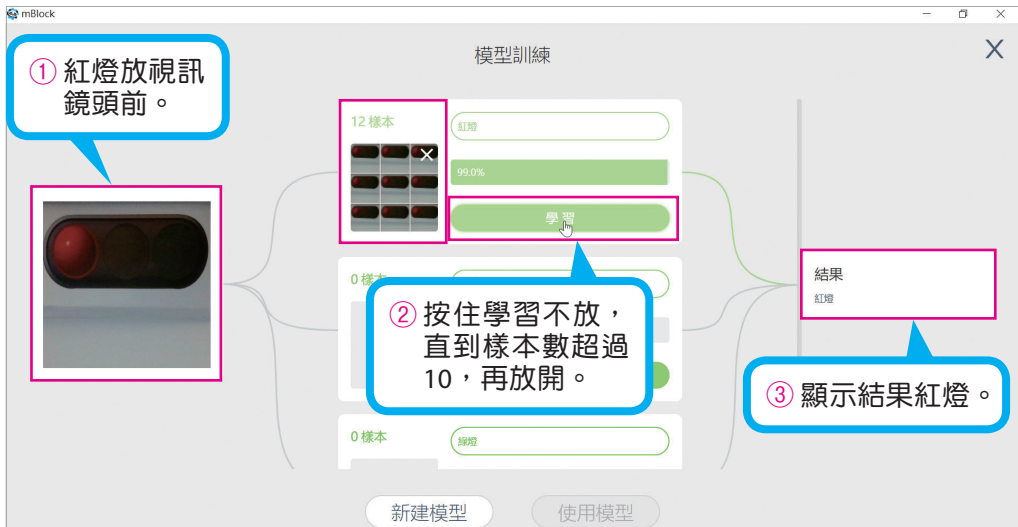 mBlock
模型訓練
X
① 紅燈放視訊
鏡頭前。
12 樣本
紅燈
99.0%
學 習
0 樣本
② 按住學習不放，
直到樣本數超過
10，再放開。
結果
紅燈
③ 顯示結果紅燈。
0 樣本
綠燈
新建模型
使用模型